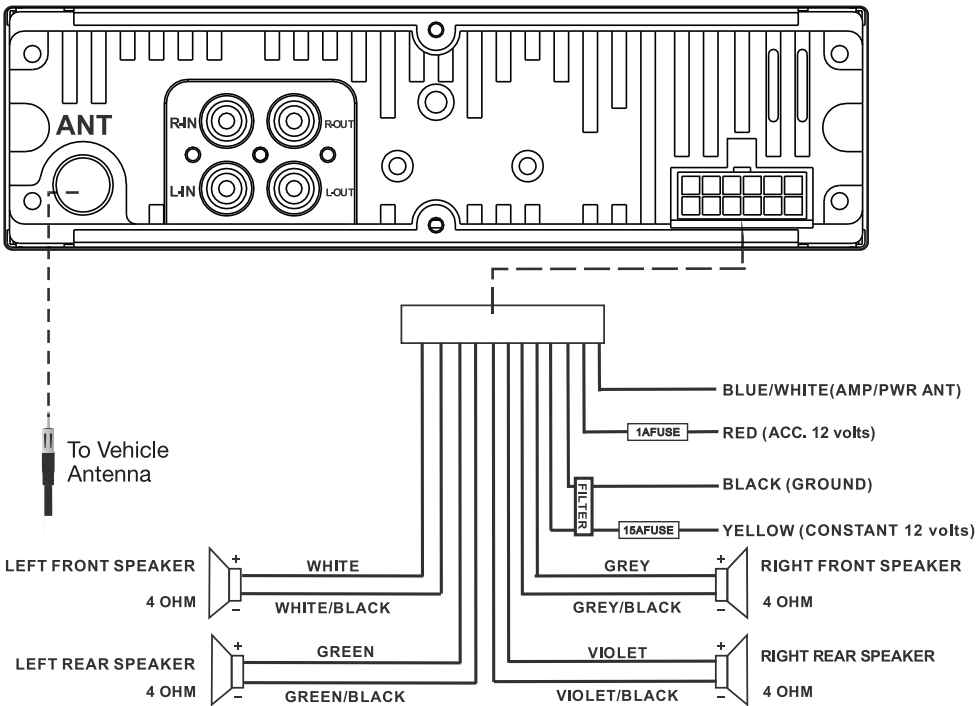 ANT
R-IN
R-OUT
L-IN
L-OUT
To Vehicle
Antenna
BLUE/WHITE(AMP/PWR ANT)
1AFUSE
RED (ACC. 12 volts)
BLACK (GROUND)
FILTER
15AFUSE
YELLOW (CONSTANT 12 volts)
LEFT FRONT SPEAKER
4 OHM
+
−
WHITE
WHITE/BLACK
GREY
GREY/BLACK
+
−
RIGHT FRONT SPEAKER
4 OHM
LEFT REAR SPEAKER
4 OHM
+
−
GREEN
GREEN/BLACK
VIOLET
VIOLET/BLACK
+
−
RIGHT REAR SPEAKER
4 OHM